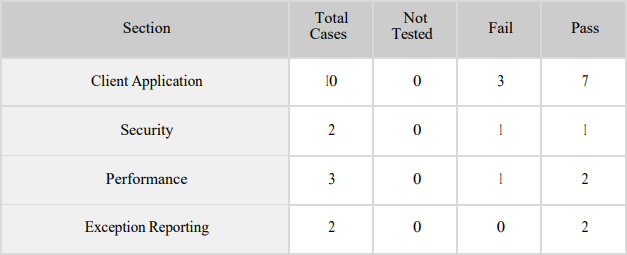 Section Total Cases Not Tested Fail Pass
Client Application 10 0 3 7
Security 2 0 1 1
Performance 3 0 1 2
Exception Reporting 2 0 0 2